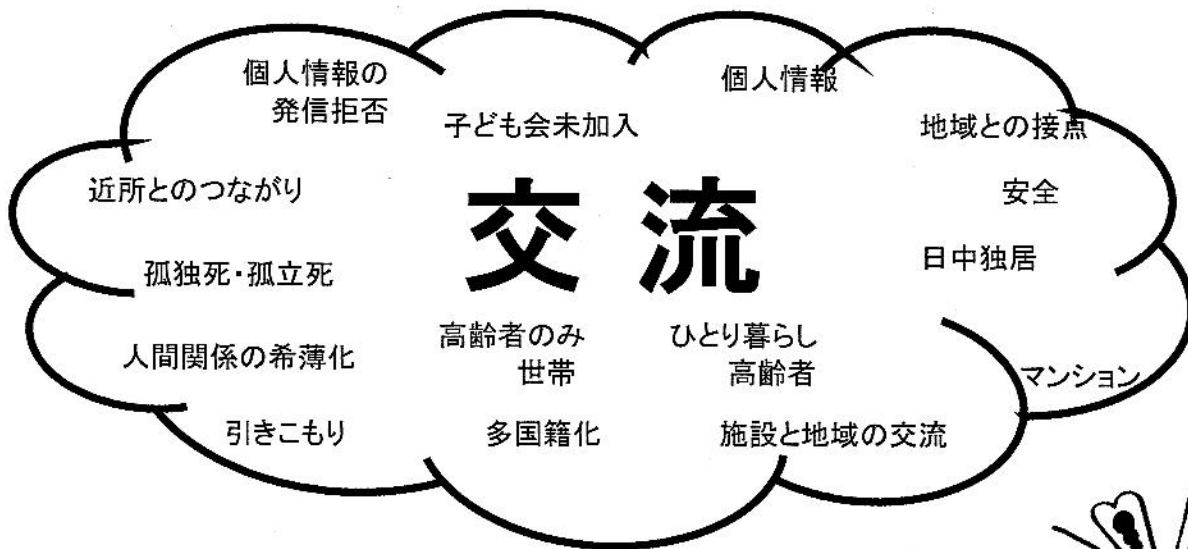 個人情報の
発信拒否
子ども会未加入
個人情報
地域との接点
近所とのつながり
交流
安全
孤独死・孤立死
日中独居
人間関係の希薄化
高齢者のみ
世帯
ひとり暮らし
高齢者
マンション
引きこもり
多国籍化
施設と地域の交流